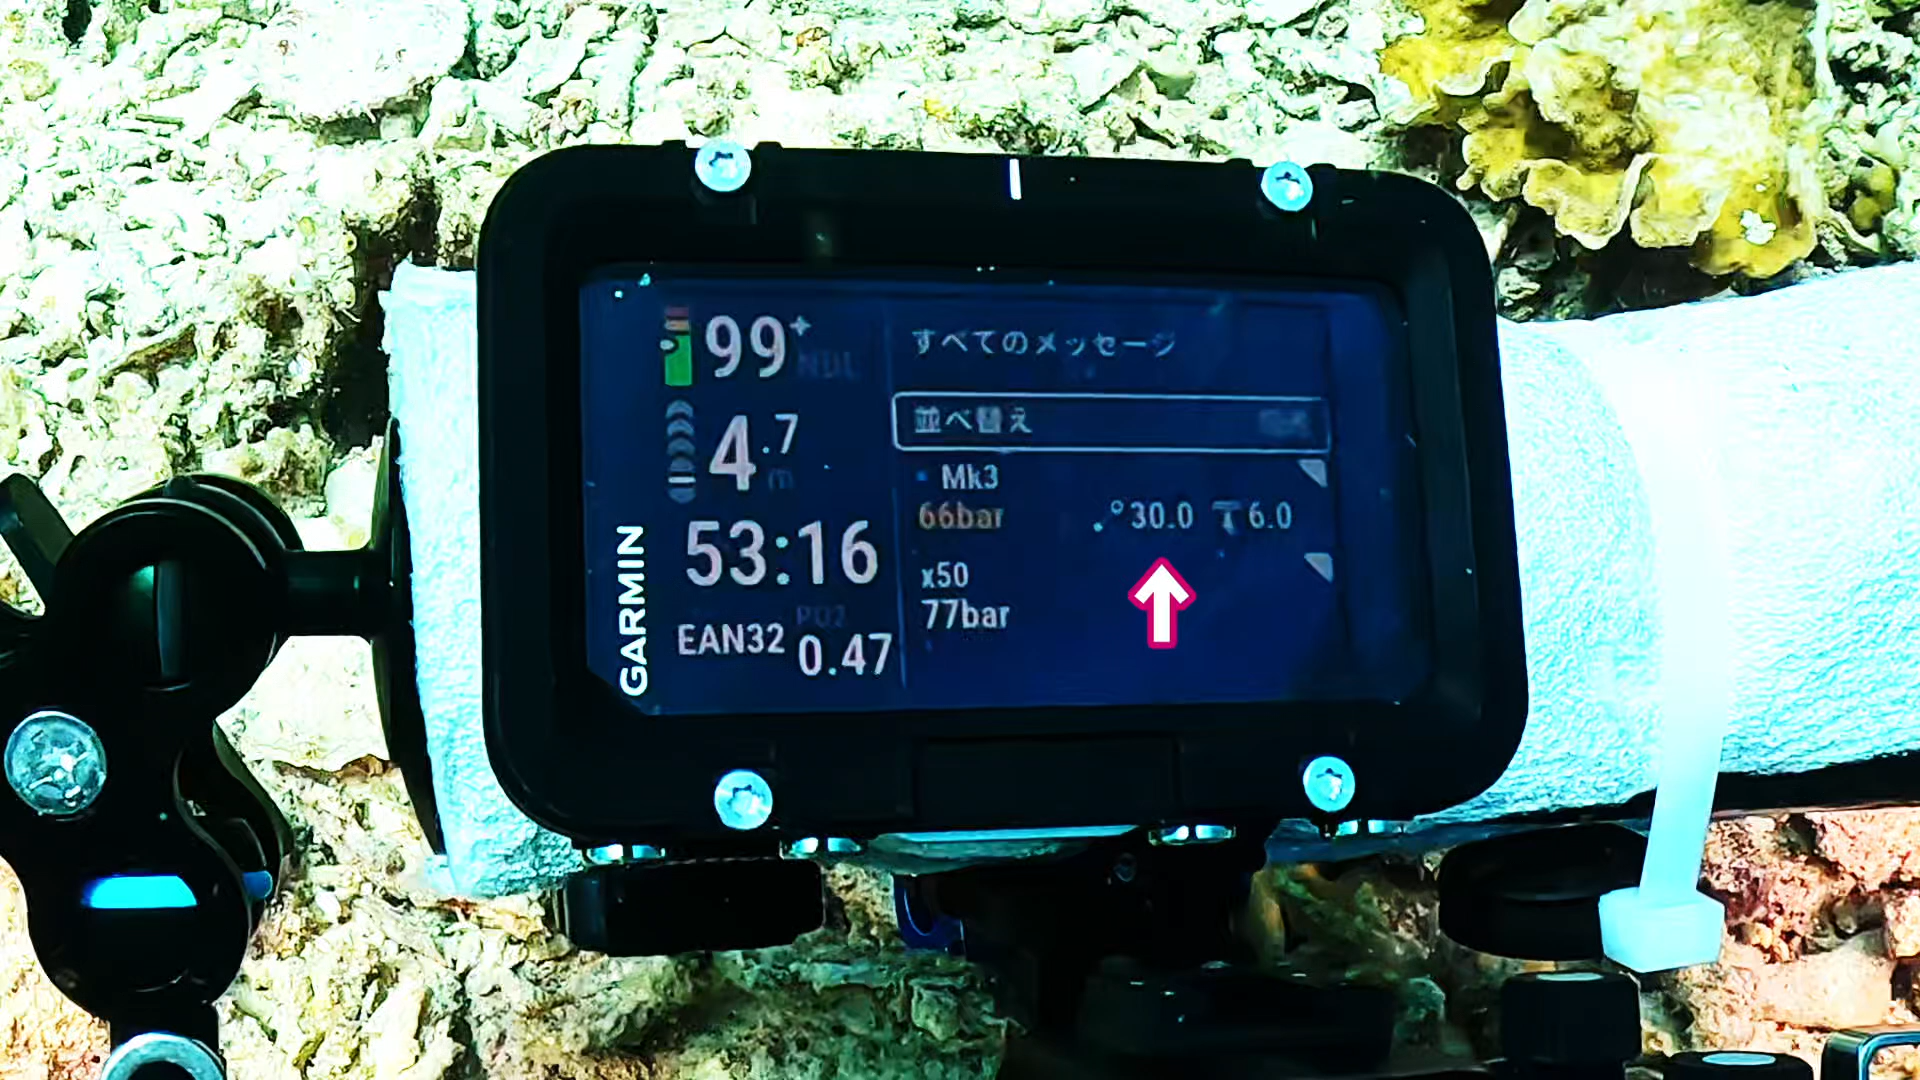 99+
NDL
4.7
m
53:16
PO2
EAN32 0.47
GARMIN
すべてのメッセージ
並べ替え
Mk3
66bar 30.0 6.0
x50
77bar